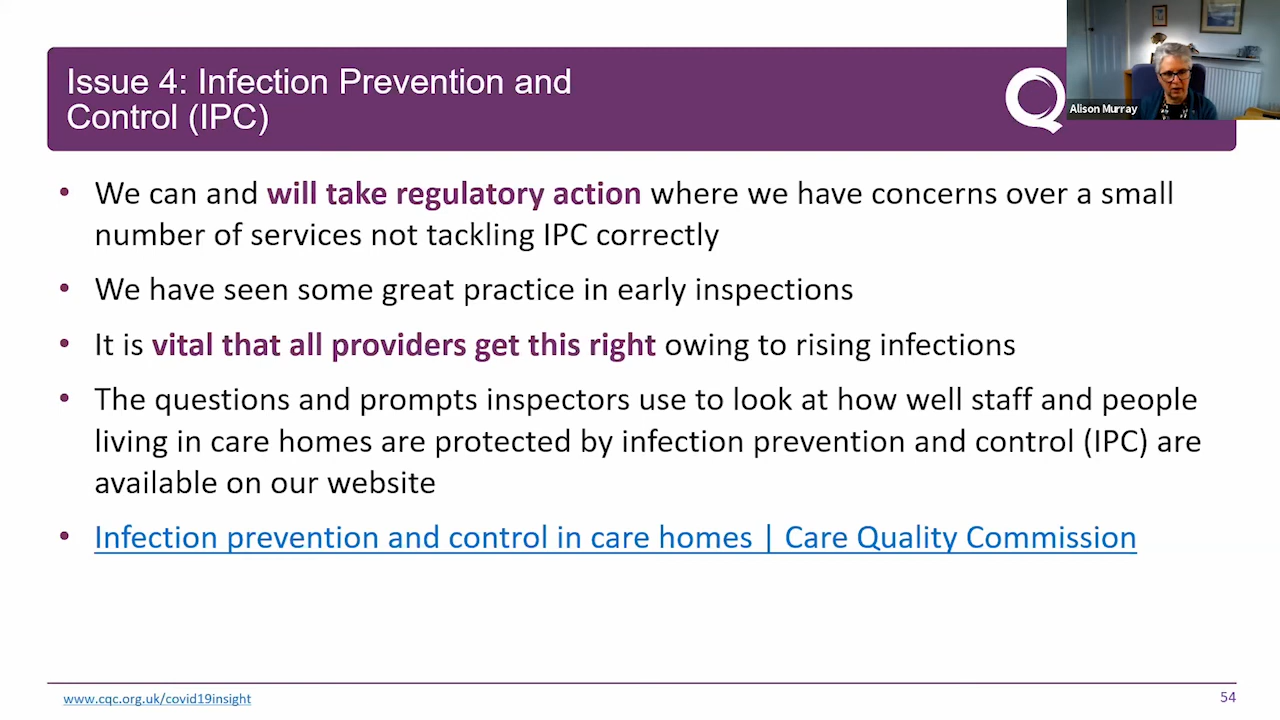 Issue 4: Infection Prevention and
Control (IPC)
Alison Murray
• We can and will take regulatory action where we have concerns over a small
number of services not tackling IPC correctly
• We have seen some great practice in early inspections
• It is vital that all providers get this right owing to rising infections
• The questions and prompts inspectors use to look at how well staff and people
living in care homes are protected by infection prevention and control (IPC) are
available on our website
• Infection prevention and control in care homes | Care Quality Commission
www.cqc.org.uk/covid19insight
54